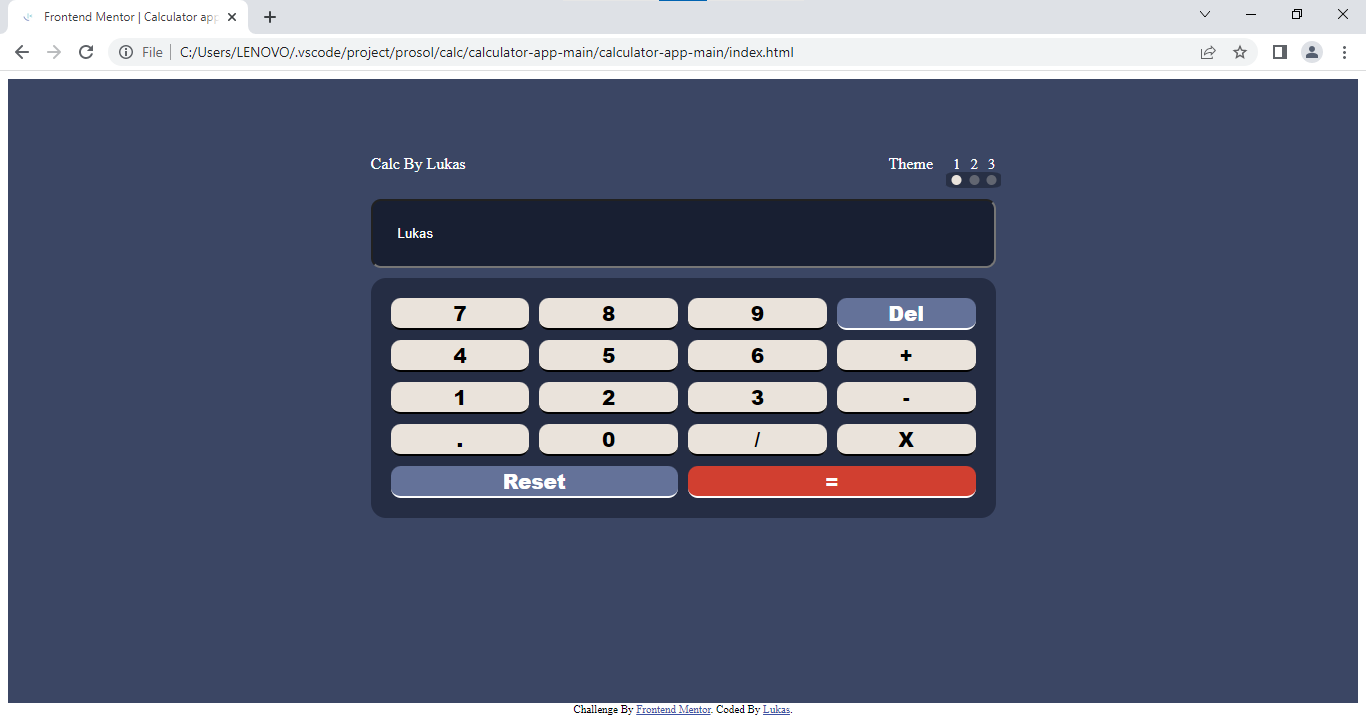 Frontend Mentor | Calculator app
File | C:/Users/LENOVO/.vscode/project/prosol/calc/calculator-app-main/calculator-app-main/index.html
Calc By Lukas
Theme 1 2 3
Lukas
7 8 9 Del
4 5 6 +
1 2 3 -
. 0 / X
Reset =
Challenge By Frontend Mentor. Coded By Lukas.